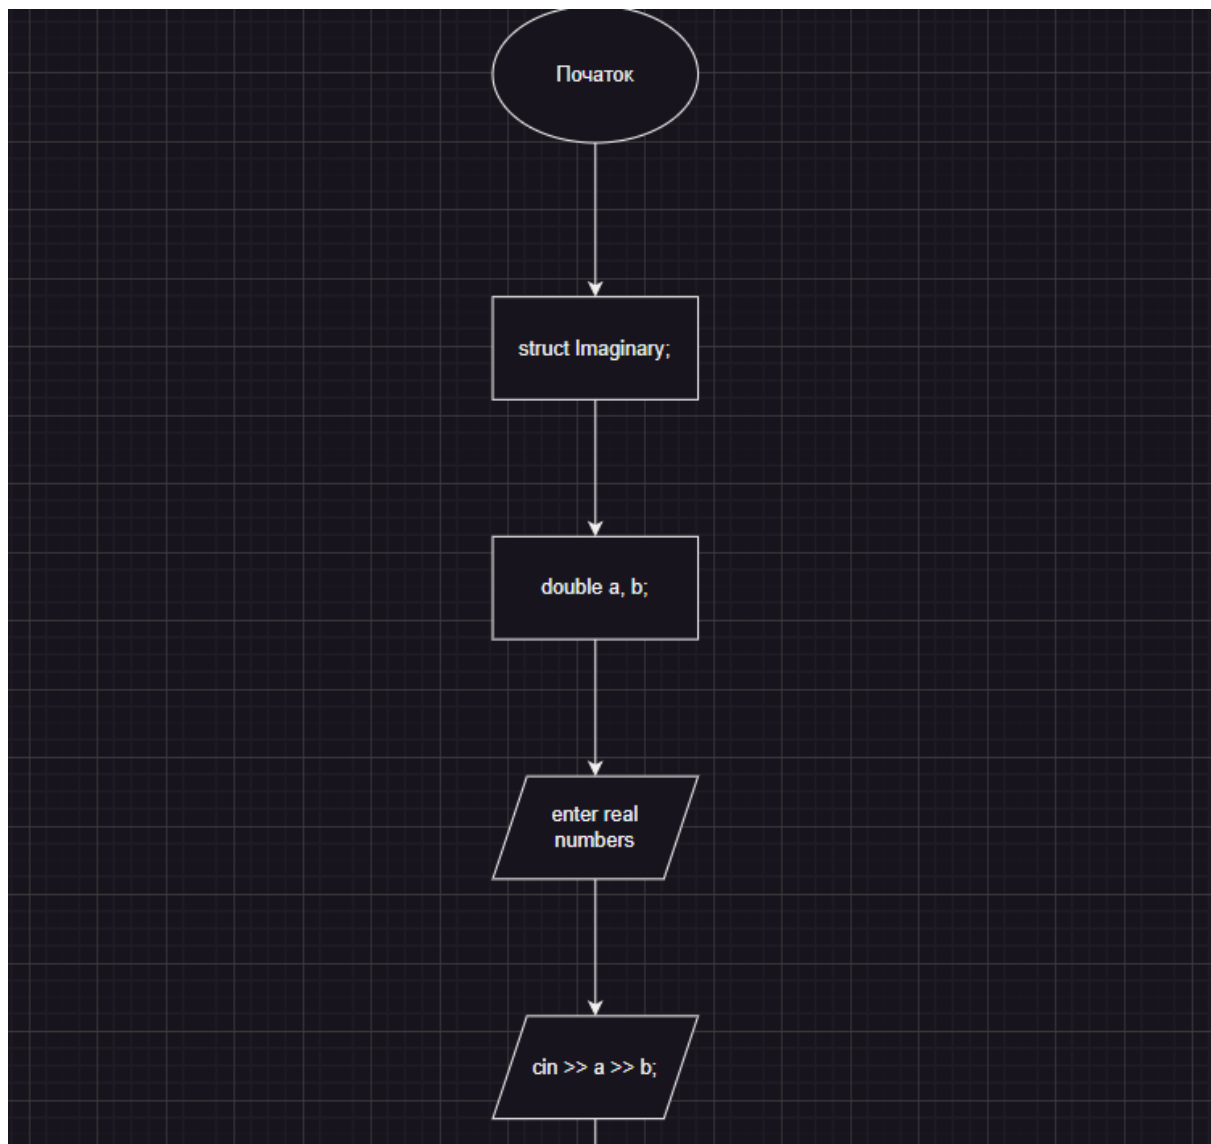 Початок
struct Imaginary;
double a, b;
enter real
numbers
cin >> a >> b;